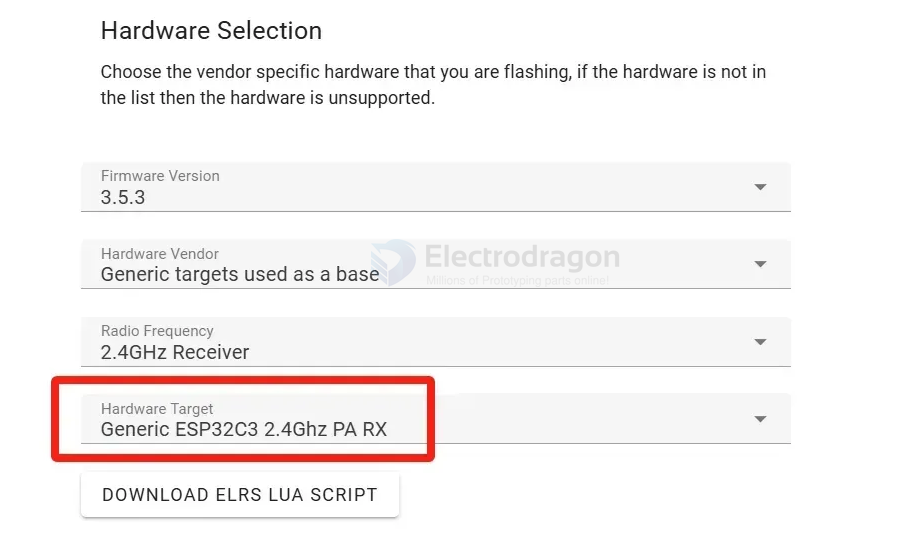 Hardware Selection
Choose the vendor specific hardware that you are flashing, if the hardware is not in
the list then the hardware is unsupported.
Firmware Version
3.5.3
Hardware Vendor
Generic targets used as a base
Electrodragon
Millions of Prototyping parts online!
Radio Frequency
2.4GHz Receiver
Hardware Target
Generic ESP32C3 2.4Ghz PA RX
DOWNLOAD ELRS LUA SCRIPT